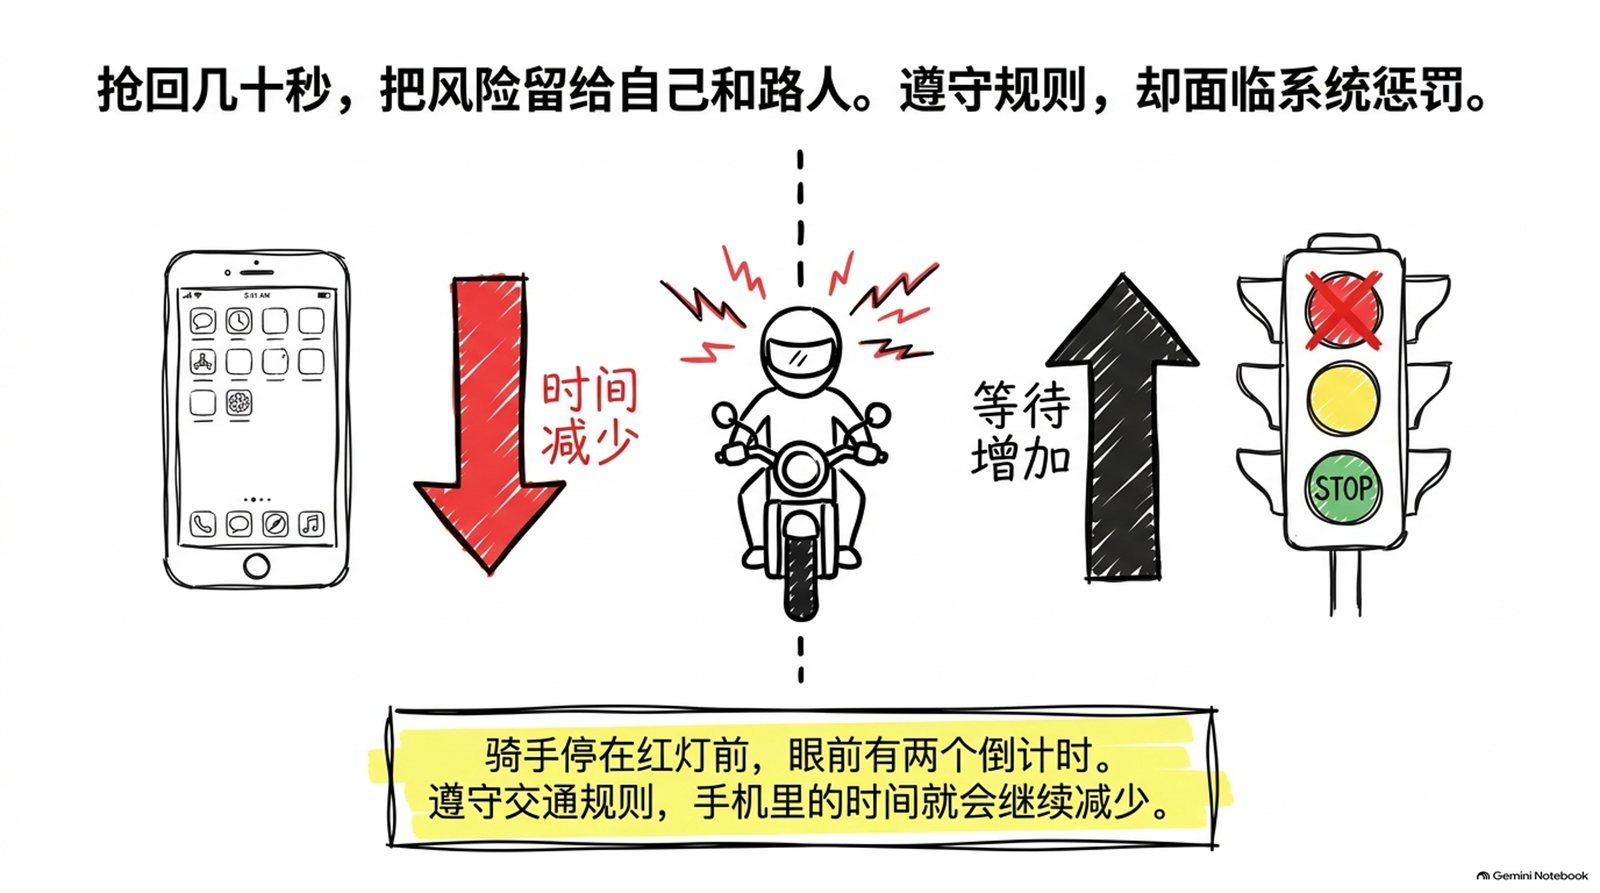 抢回几十秒，把风险留给自己和路人。遵守规则，却面临系统惩罚。
时间
减少
等待
增加
STOP
骑手停在红灯前，眼前有两个倒计时。
遵守交通规则，手机里的时间就会继续减少。
Gemini Notebook